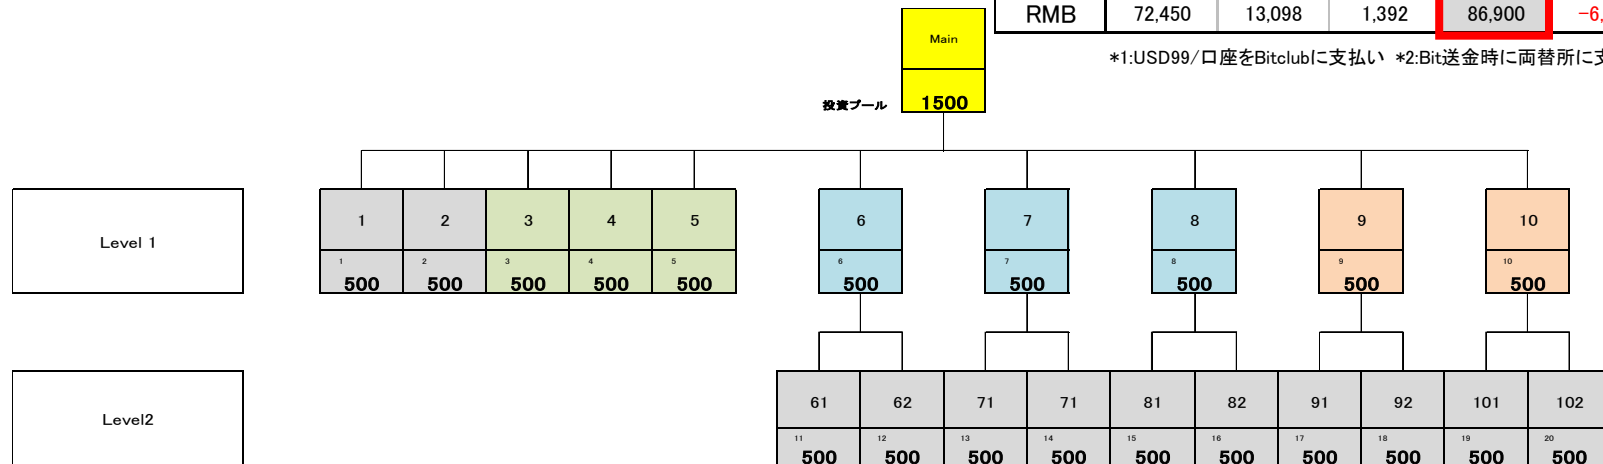 RMB 72,450 13,098 1,392 86,900 -6,
Main
*1:USD99/口座をBitclubに支払い *2:Bit送金時に両替所に支
投資プール 1500
Level 1
1 2 3 4 5 6 7 8 9 10
1 2 3 4 5 6 7 8 9 10
500 500 500 500 500 500 500 500 500 500
Level2
61 62 71 71 81 82 91 92 101 102
11 12 13 14 15 16 17 18 19 20
500 500 500 500 500 500 500 500 500 500